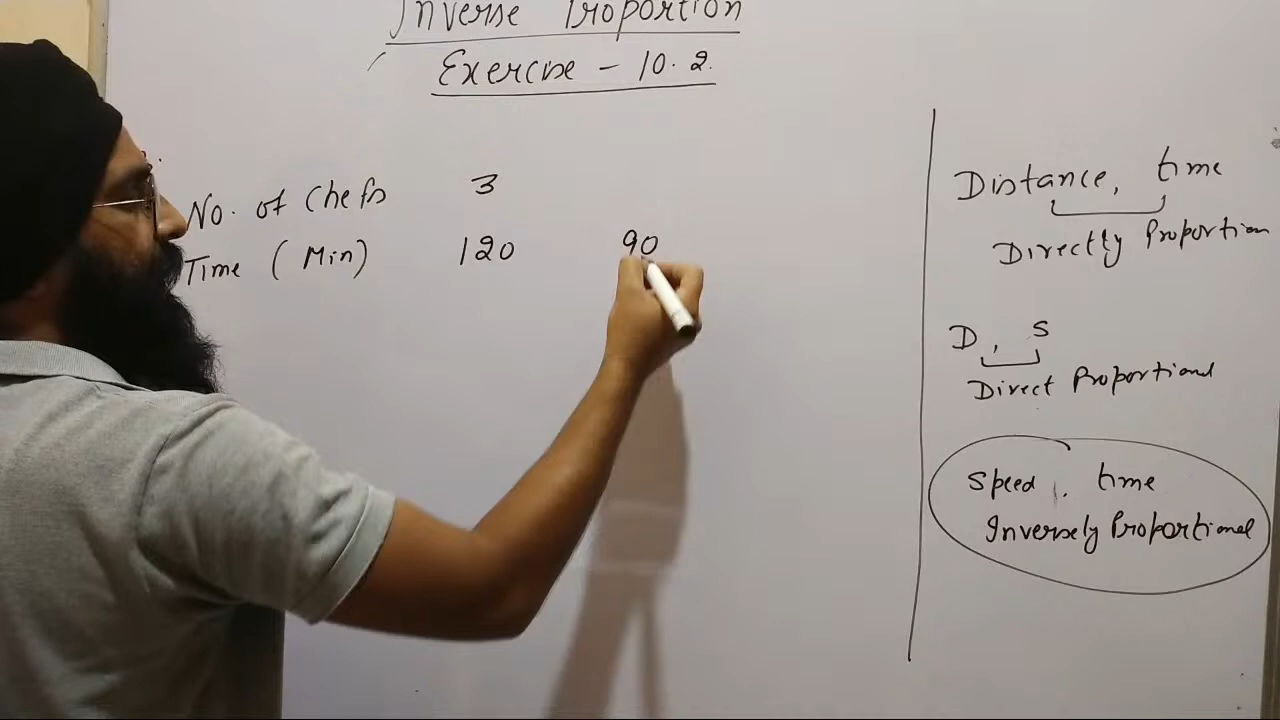 Inverse Proportion
Exercise - 10.2.
No. of Chefs 3
Time (Min) 120 90
Distance, time
Directly Proportion
D, S
Direct Proportional
Speed, time
Inversely Proportional